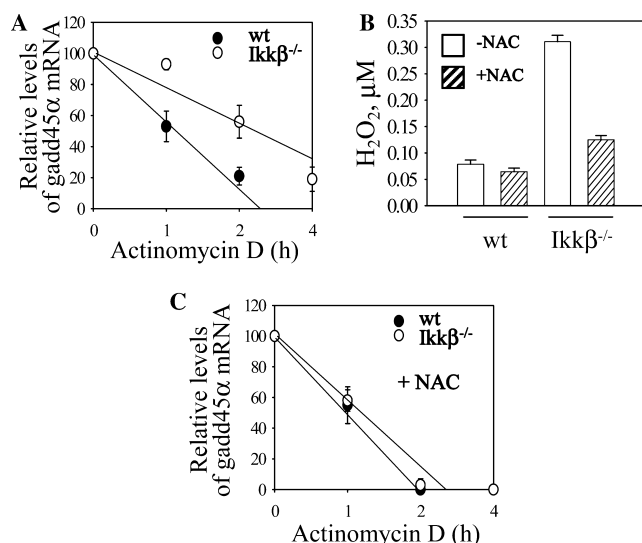 A
Relative levels
of gadd45α mRNA
120
100
80
60
40
20
0
wt
Ikkβ-/-
0 1 2 4
Actinomycin D (h)
B
H2O2, μM
0.35
0.30
0.25
0.20
0.15
0.10
0.05
0.00
-NAC
+NAC
wt Ikkβ-/-
C
Relative levels
of gadd45α mRNA
120
100
80
60
40
20
0
wt
Ikkβ-/-
+ NAC
0 1 2 4
Actinomycin D (h)